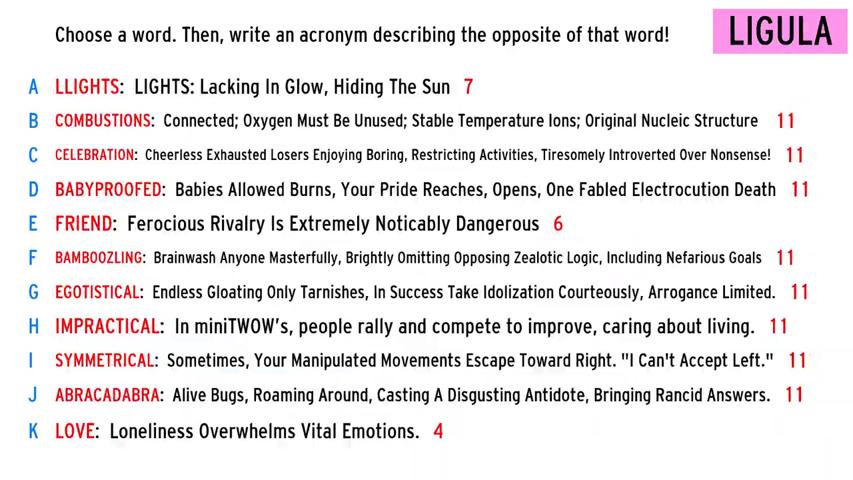 Choose a word. Then, write an acronym describing the opposite of that word!
LIGULA
A LLIGHTS: LIGHTS: Lacking In Glow, Hiding The Sun 7
B COMBUSTIONS: Connected; Oxygen Must Be Unused; Stable Temperature Ions; Original Nucleic Structure 11
C CELEBRATION: Cheerless Exhausted Losers Enjoying Boring, Restricting Activities, Tiresomely Introverted Over Nonsense! 11
D BABYPROOFED: Babies Allowed Burns, Your Pride Reaches, Opens, One Fabled Electrocution Death 11
E FRIEND: Ferocious Rivalry Is Extremely Noticably Dangerous 6
F BAMBOOZLING: Brainwash Anyone Masterfully, Brightly Omitting Opposing Zealotic Logic, Including Nefarious Goals 11
G EGOTISTICAL: Endless Gloating Only Tarnishes, In Success Take Idolization Courteously, Arrogance Limited. 11
H IMPRACTICAL: In miniTWOW's, people rally and compete to improve, caring about living. 11
I SYMMETRICAL: Sometimes, Your Manipulated Movements Escape Toward Right. "I Can't Accept Left." 11
J ABRACADABRA: Alive Bugs, Roaming Around, Casting A Disgusting Antidote, Bringing Rancid Answers. 11
K LOVE: Loneliness Overwhelms Vital Emotions. 4